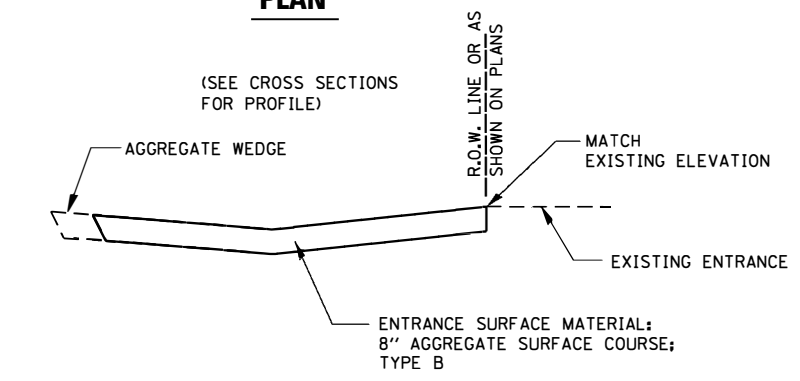 PLAN
(SEE CROSS SECTIONS
FOR PROFILE)
R.O.W. LINE OR AS
SHOWN ON PLANS
AGGREGATE WEDGE
MATCH
EXISTING ELEVATION
EXISTING ENTRANCE
ENTRANCE SURFACE MATERIAL:
8" AGGREGATE SURFACE COURSE;
TYPE B